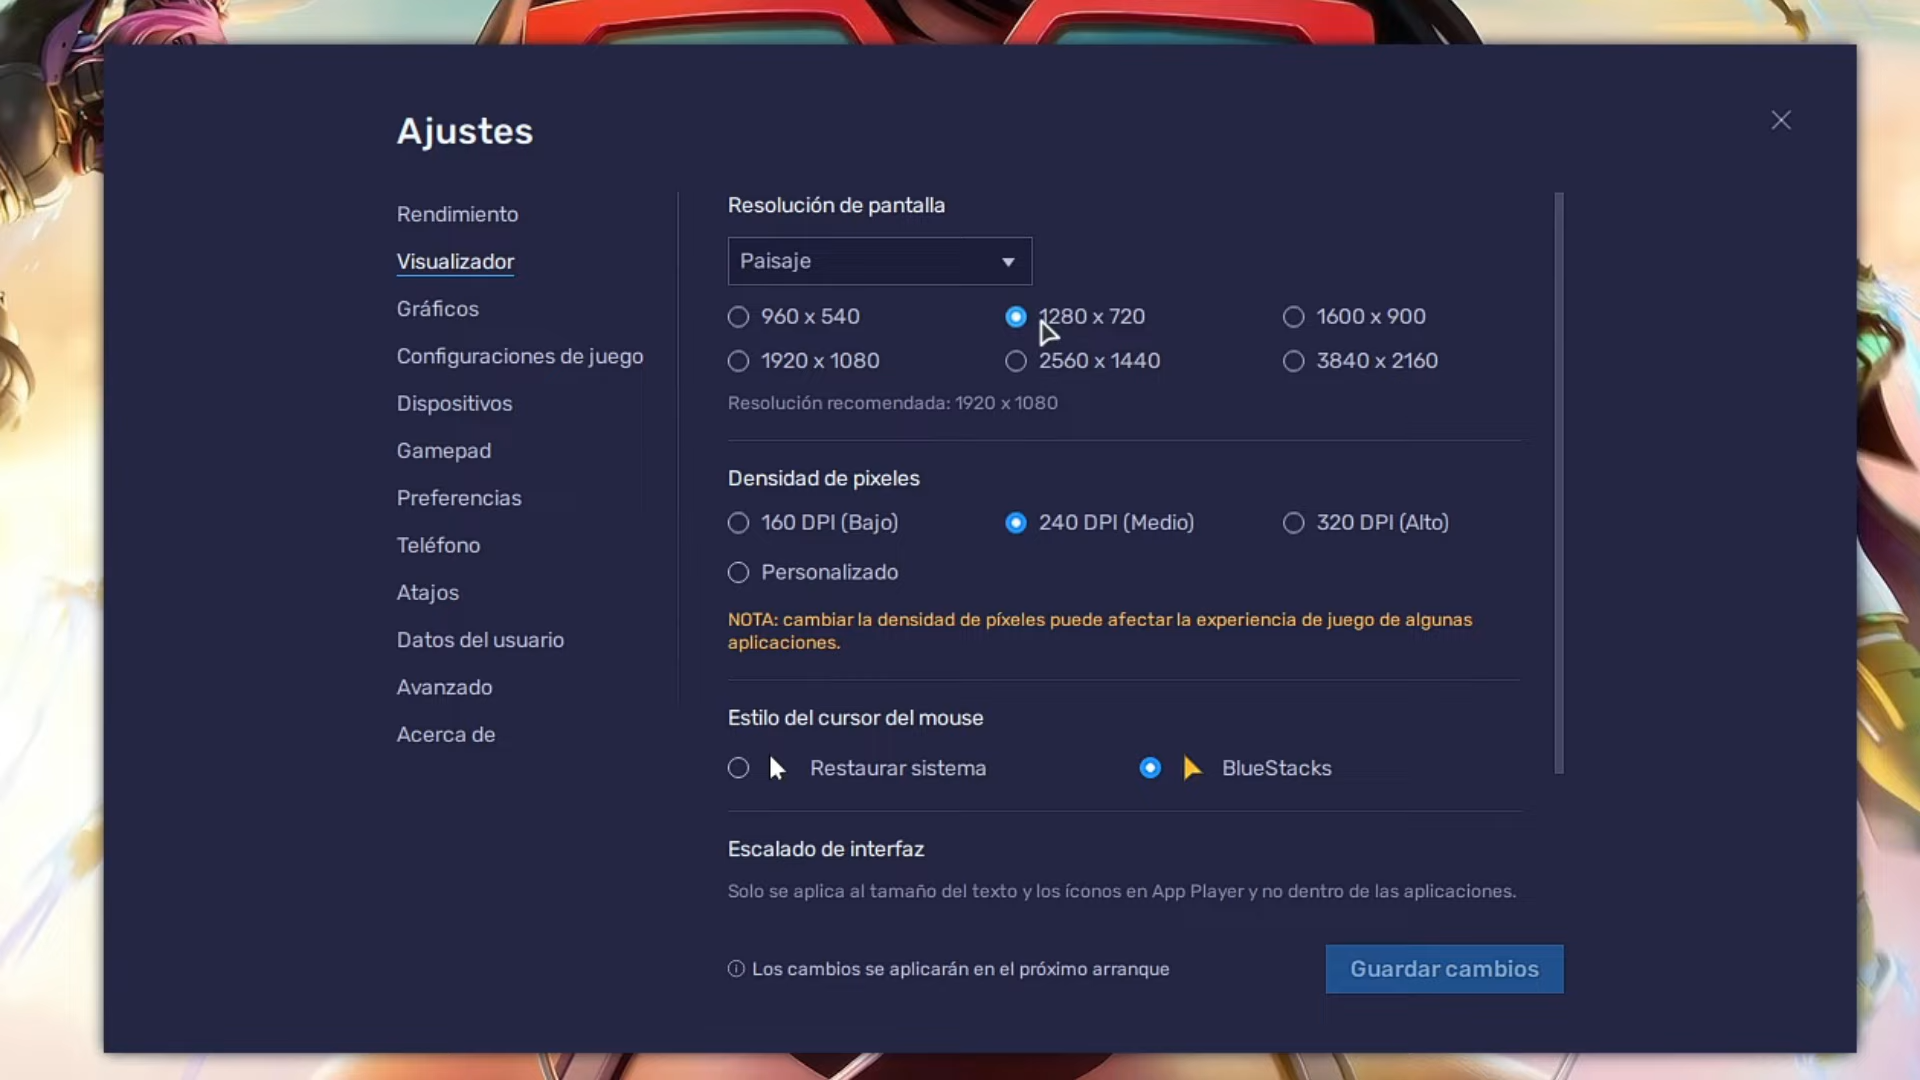 Ajustes
Rendimiento
Visualizador
Gráficos
Configuraciones de juego
Dispositivos
Gamepad
Preferencias
Teléfono
Atajos
Datos del usuario
Avanzado
Acerca de
Resolución de pantalla
Paisaje
960 x 540 1280 x 720 1600 x 900
1920 x 1080 2560 x 1440 3840 x 2160
Resolución recomendada: 1920 x 1080
Densidad de pixeles
160 DPI (Bajo) 240 DPI (Medio) 320 DPI (Alto)
Personalizado
NOTA: cambiar la densidad de píxeles puede afectar la experiencia de juego de algunas
aplicaciones.
Estilo del cursor del mouse
Restaurar sistema BlueStacks
Escalado de interfaz
Solo se aplica al tamaño del texto y los íconos en App Player y no dentro de las aplicaciones.
Los cambios se aplicarán en el próximo arranque
Guardar cambios